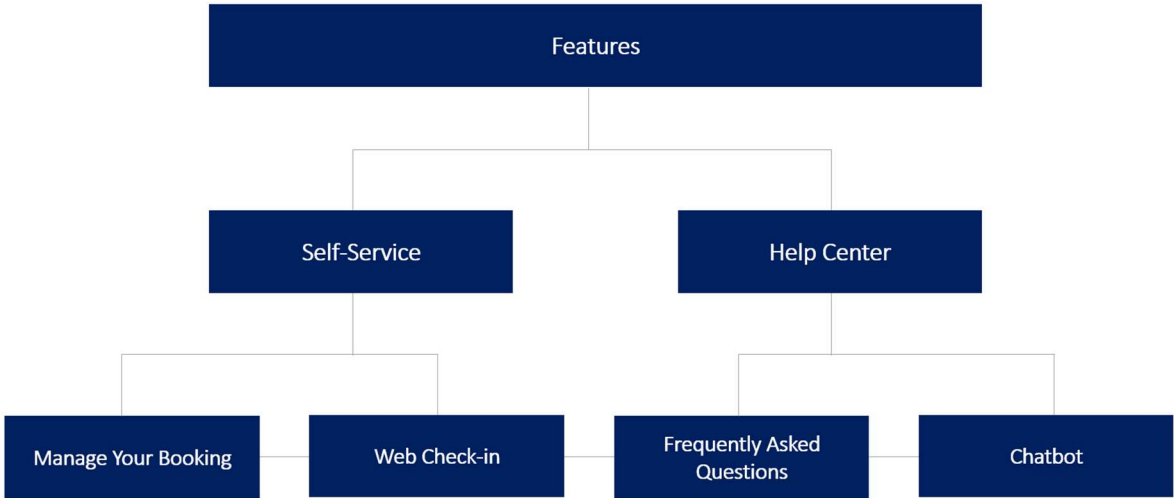 Features
Self-Service
Help Center
Manage Your Booking
Web Check-in
Frequently Asked
Questions
Chatbot